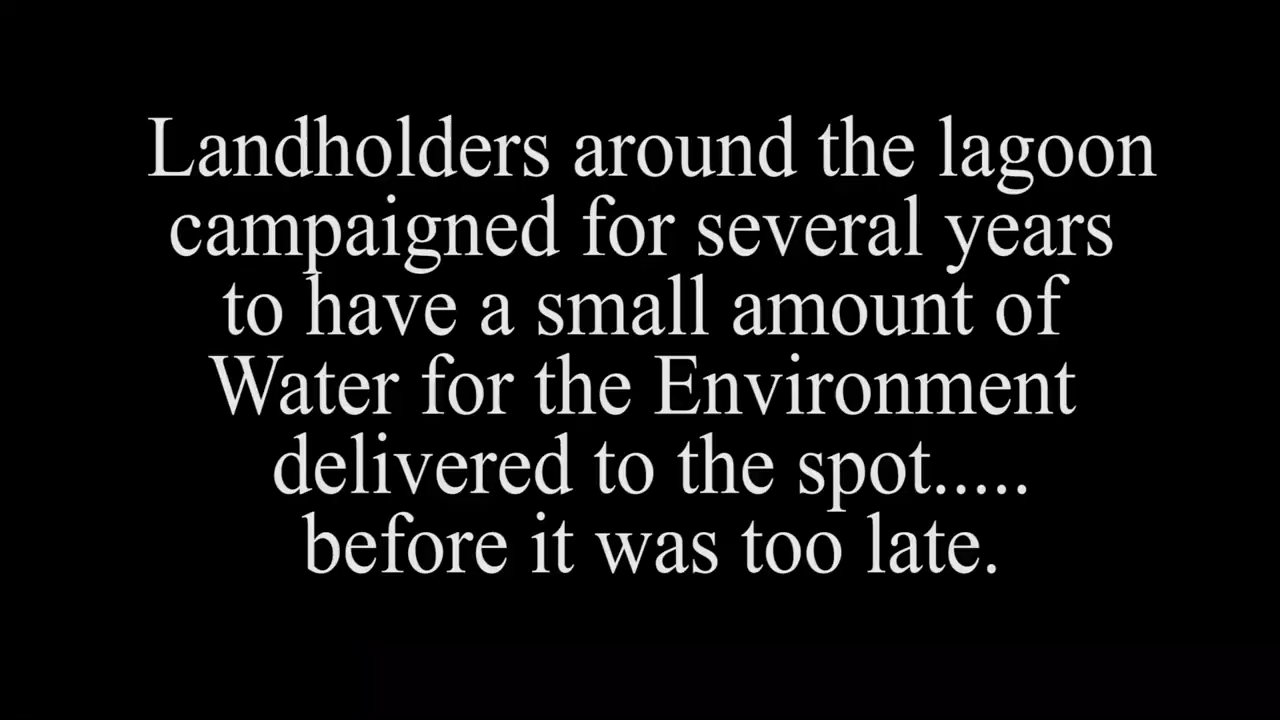 Landholders around the lagoon
campaigned for several years
to have a small amount of
Water for the Environment
delivered to the spot.....
before it was too late.